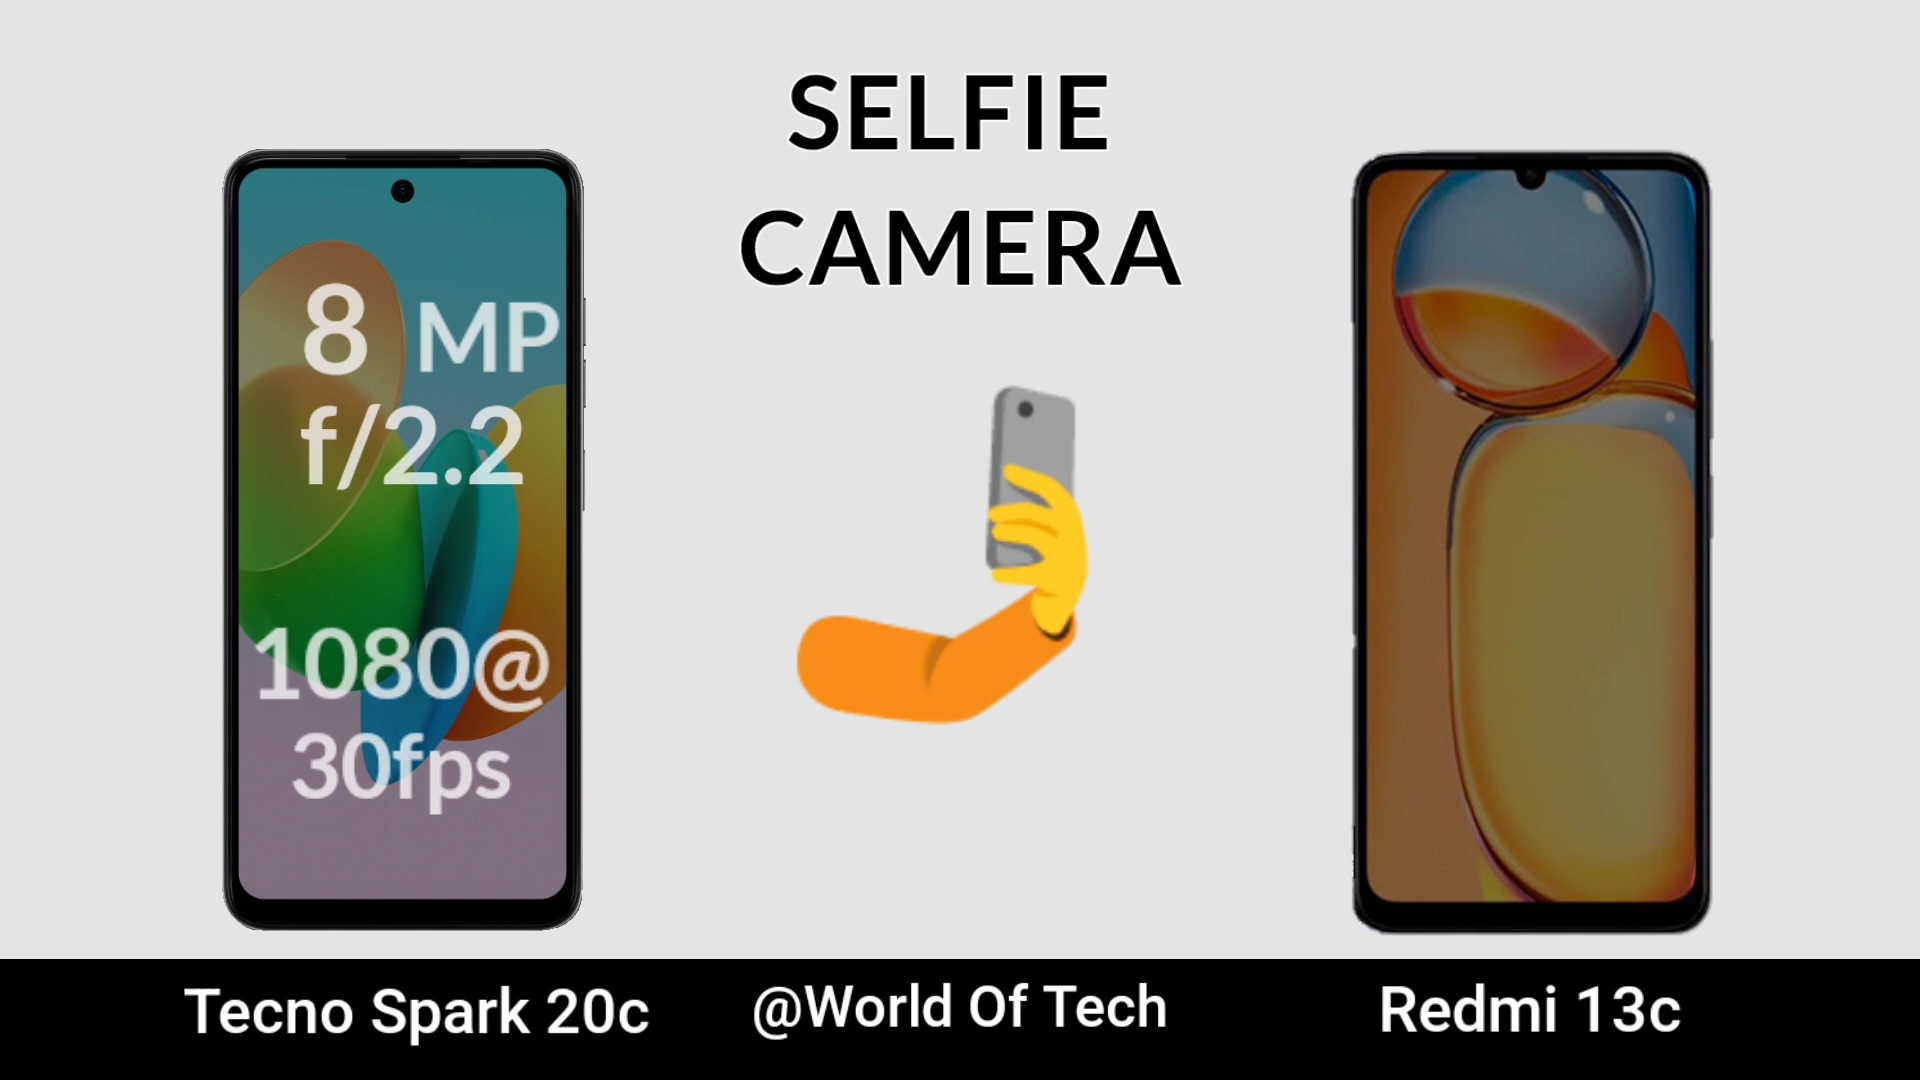 SELFIE
CAMERA
8 MP
f/2.2
1080@
30fps
Tecno Spark 20c
@World Of Tech
Redmi 13c